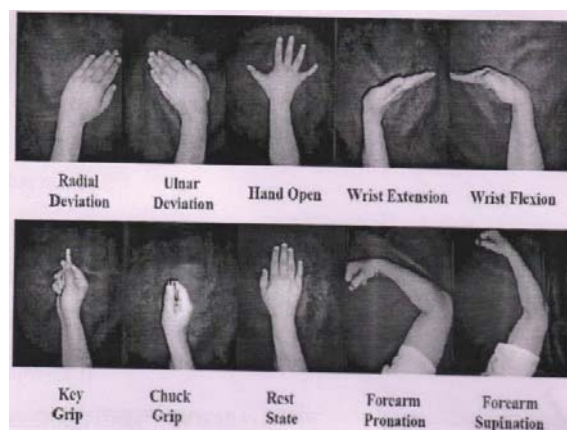 Radial
Deviation
Ulnar
Deviation
Hand Open
Wrist Extension
Wrist Flexion
Key
Grip
Chuck
Grip
Rest
State
Forearm
Pronation
Forearm
Supination